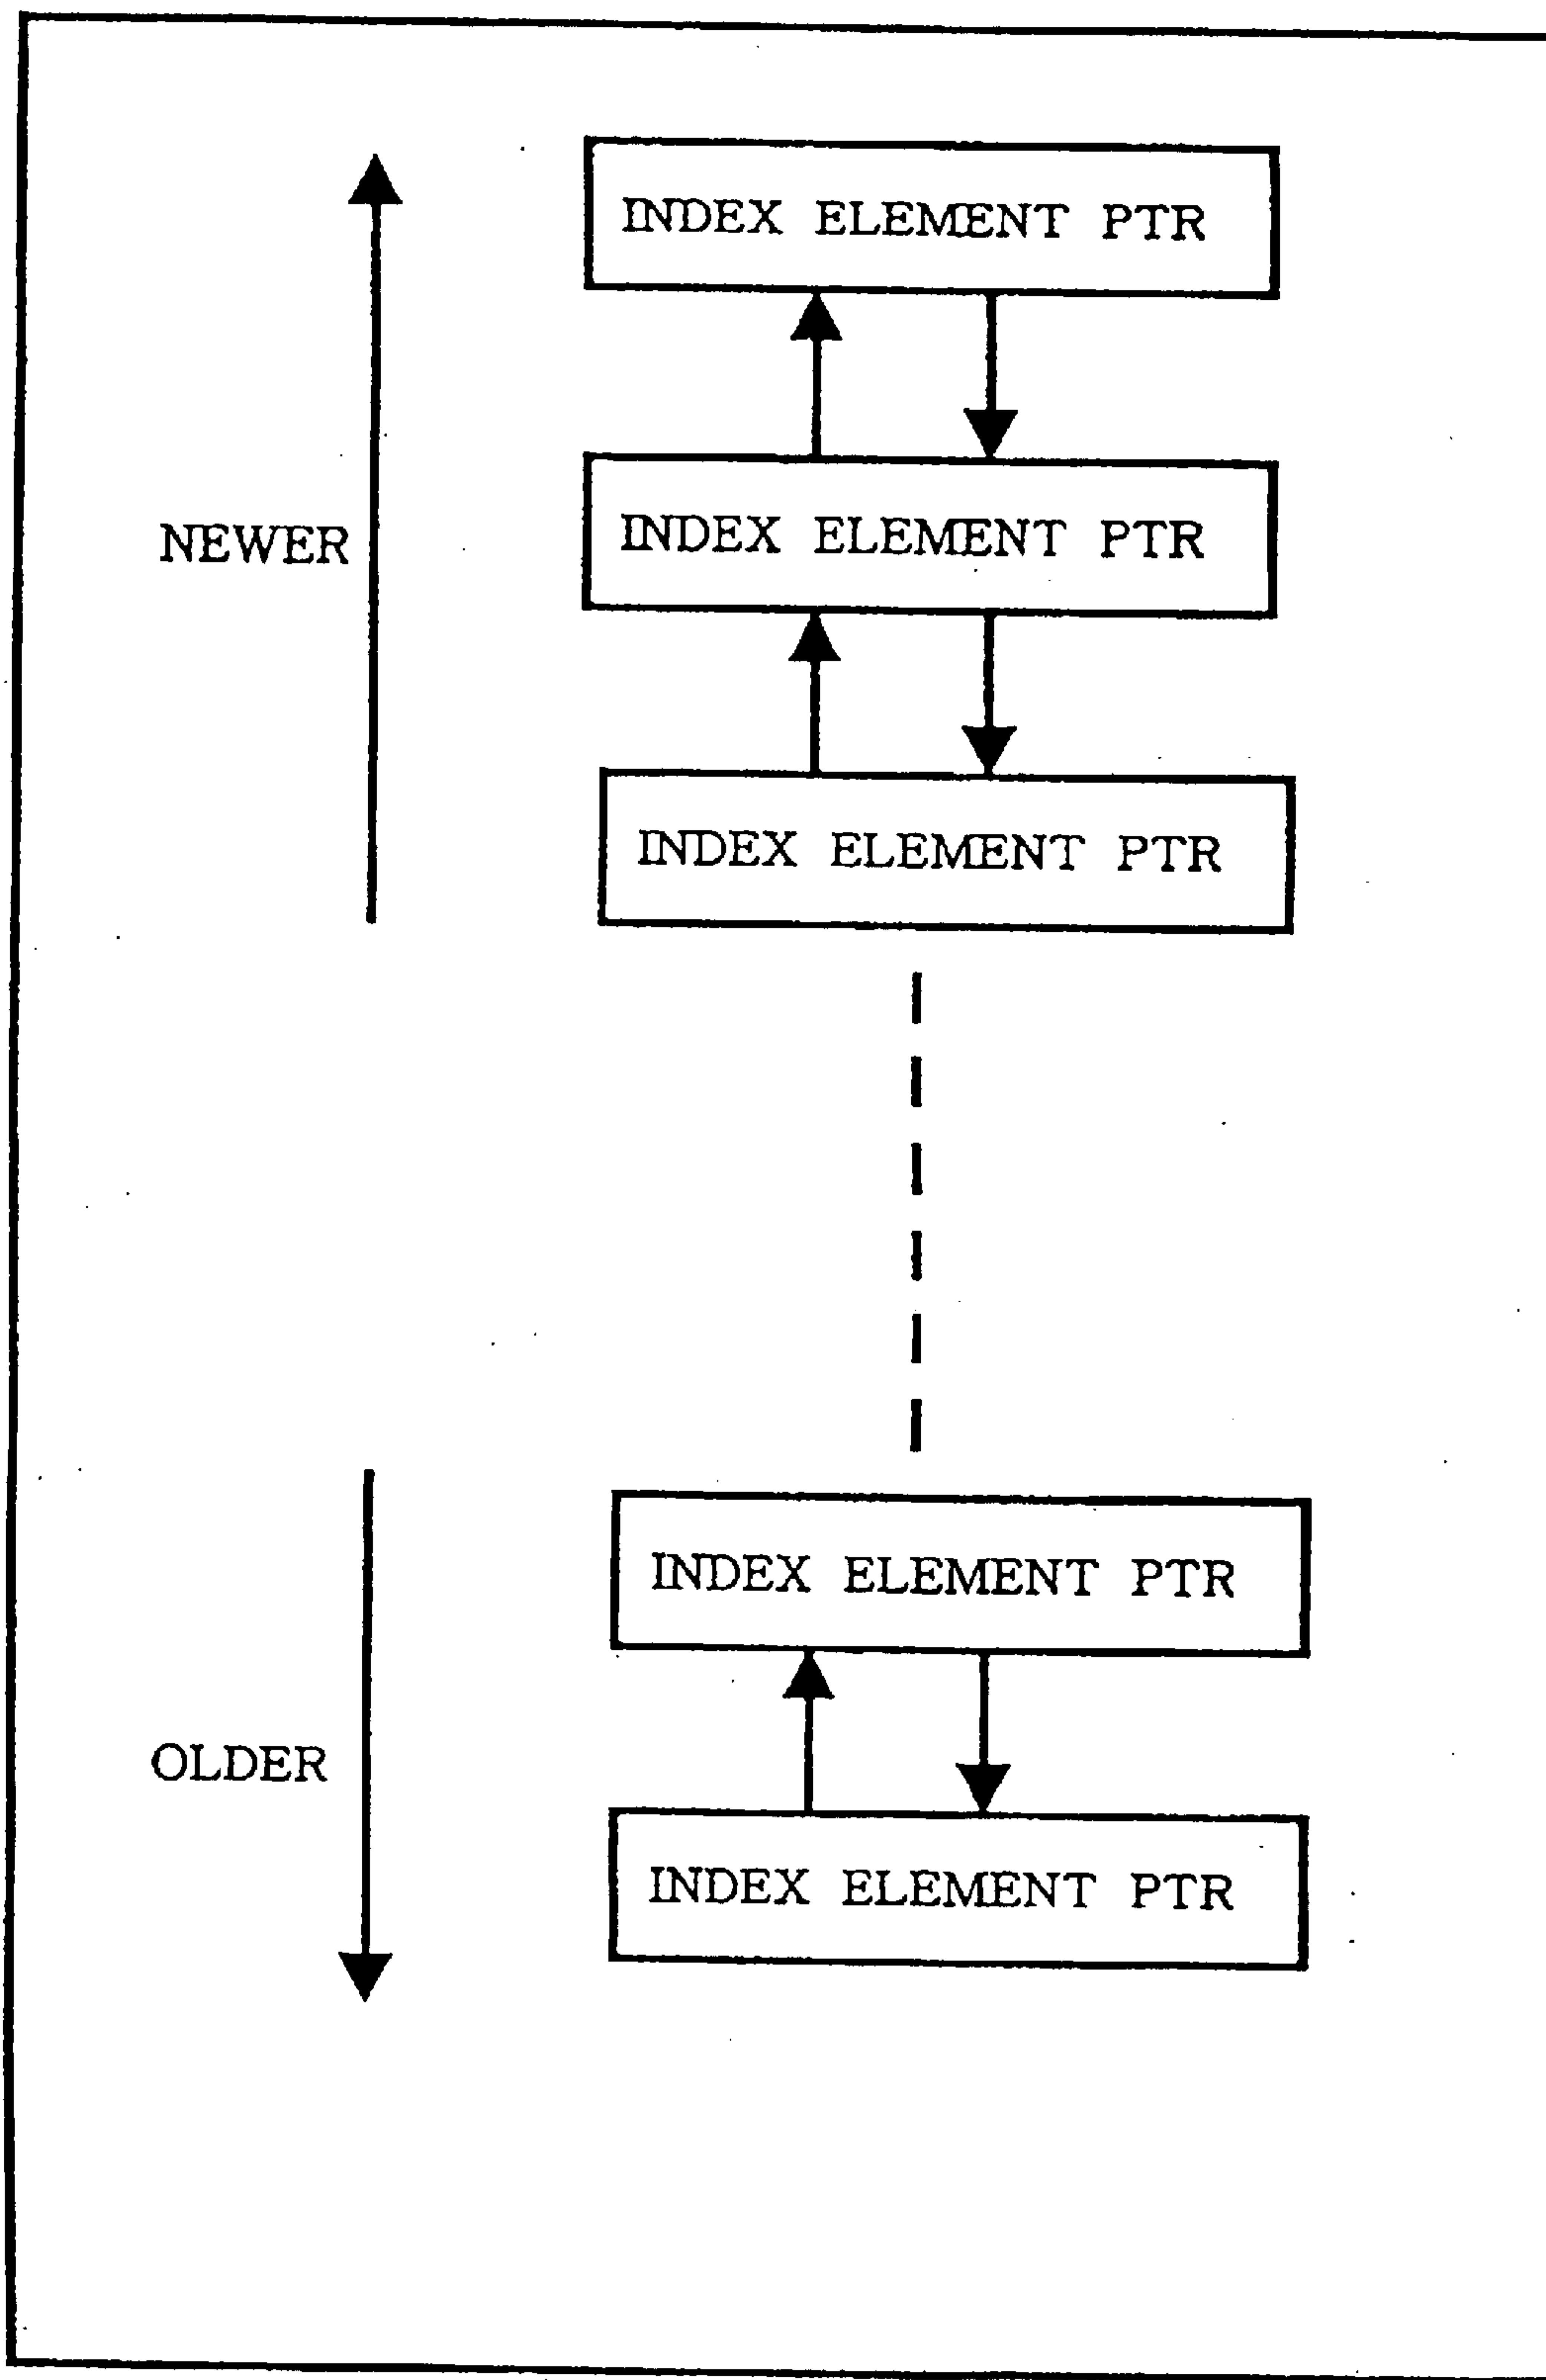 INDEX ELEMENT PTR
NEWER
INDEX ELEMENT PTR
INDEX ELEMENT PTR
INDEX ELEMENT PTR
OLDER
INDEX ELEMENT PTR